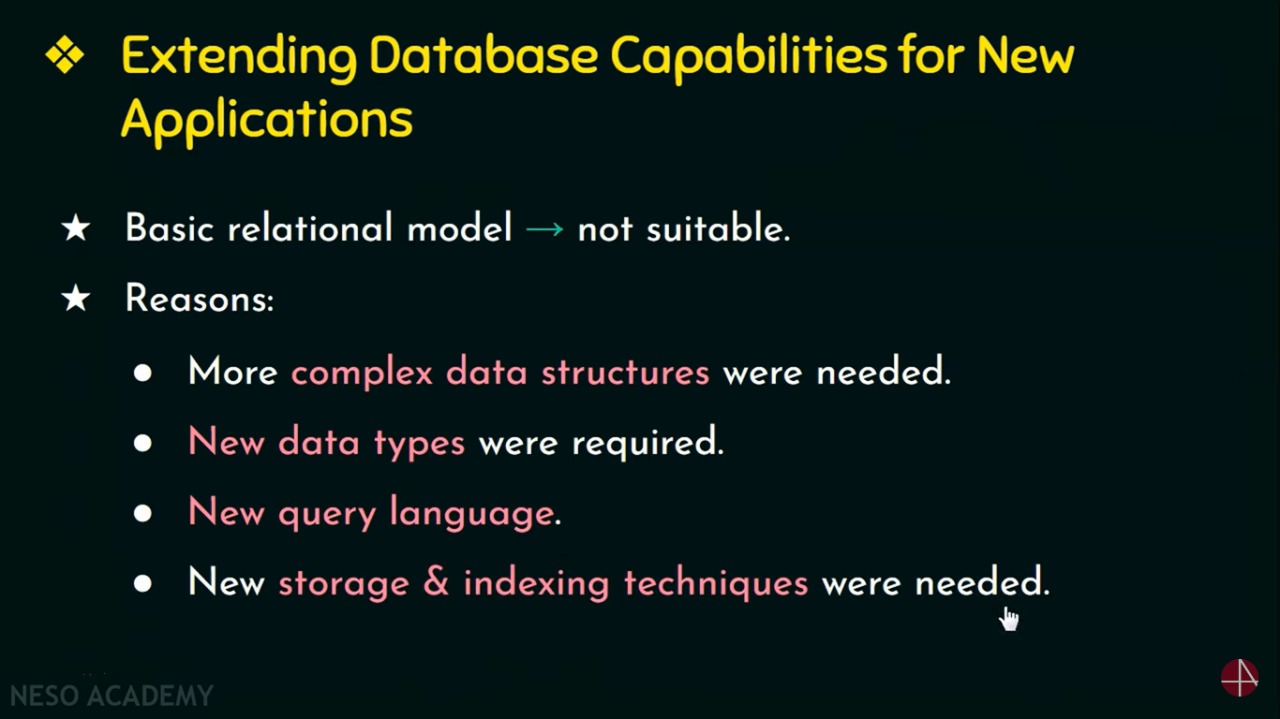 ❖ Extending Database Capabilities for New
Applications
★ Basic relational model → not suitable.
★ Reasons:
● More complex data structures were needed.
● New data types were required.
● New query language.
● New storage & indexing techniques were needed.
NESO ACADEMY